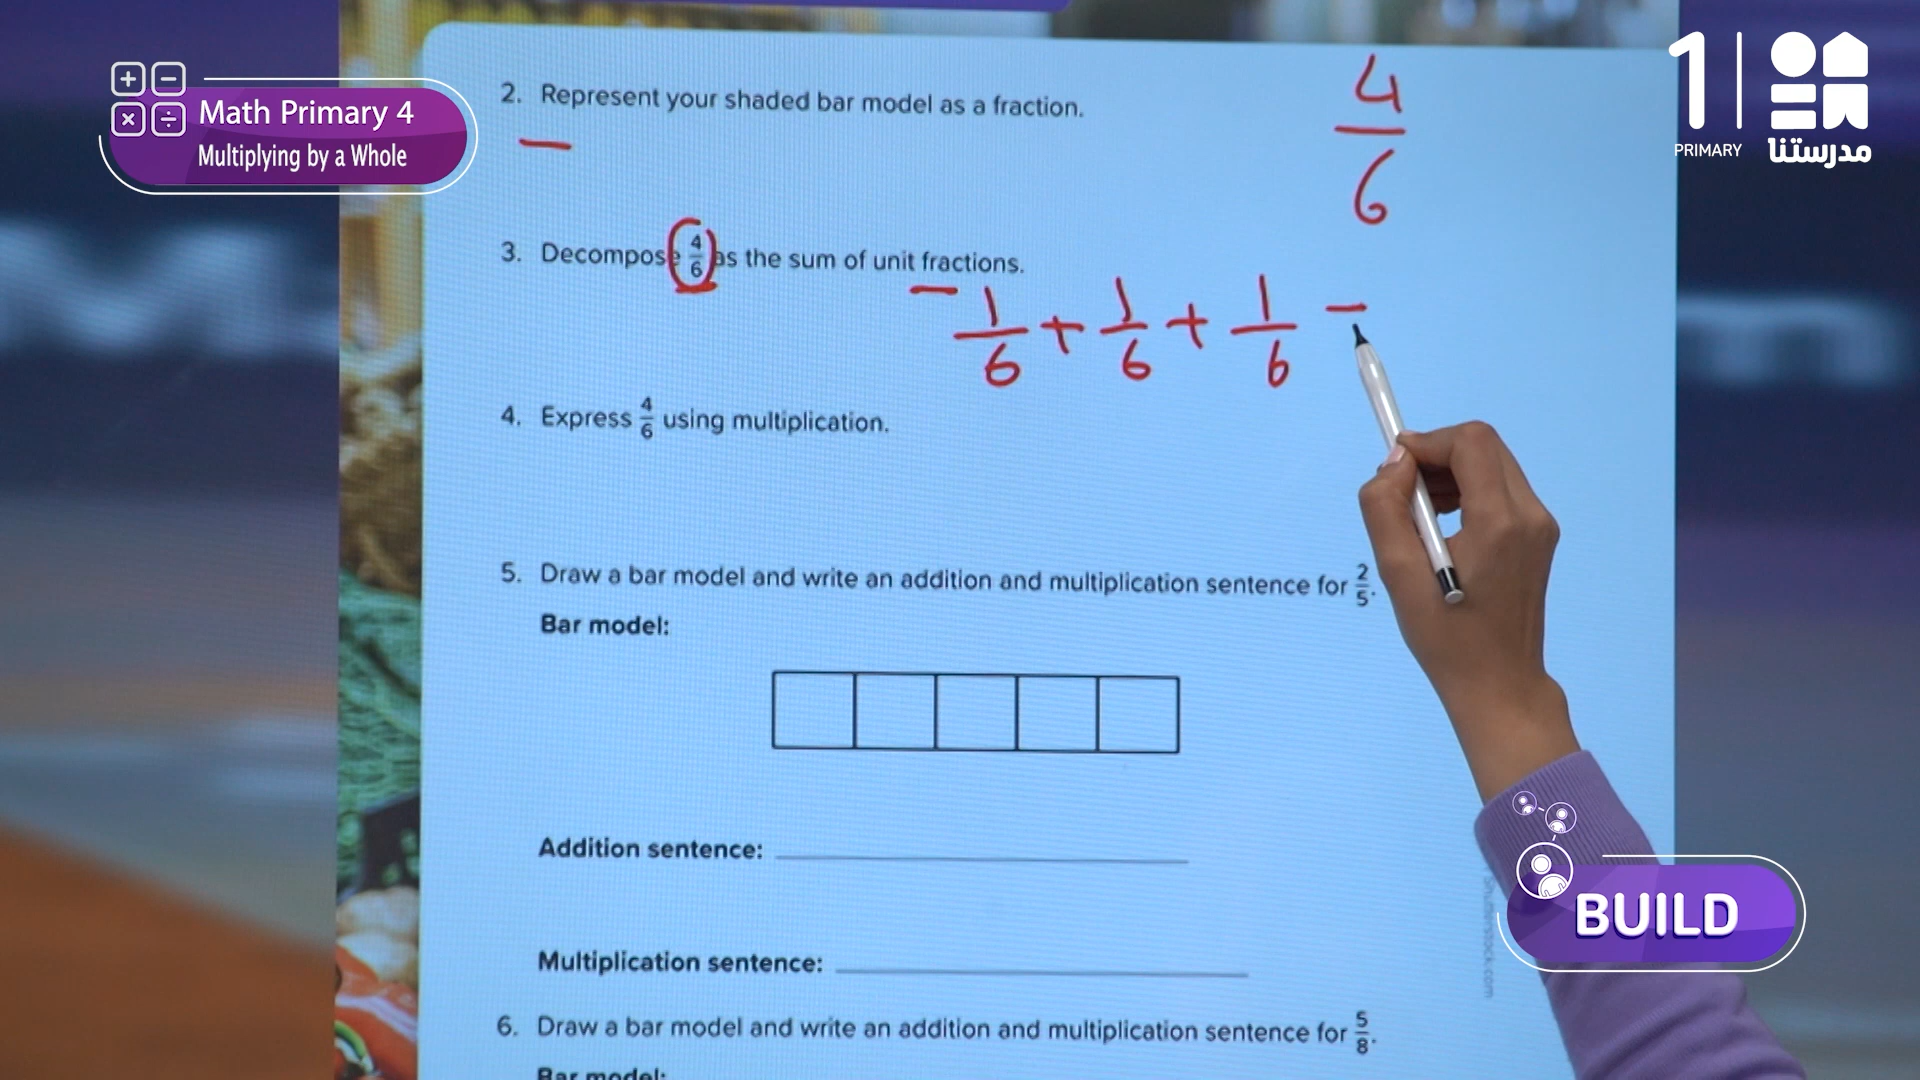 Math Primary 4
Multiplying by a Whole
1
PRIMARY
مدرستنا
2. Represent your shaded bar model as a fraction.
4/6
3. Decompose 4/6 as the sum of unit fractions.
1/6 + 1/6 + 1/6
4. Express 4/6 using multiplication.
5. Draw a bar model and write an addition and multiplication sentence for 2/5.
Bar model:
Addition sentence:
Multiplication sentence:
6. Draw a bar model and write an addition and multiplication sentence for 5/8.
Bar model:
BUILD